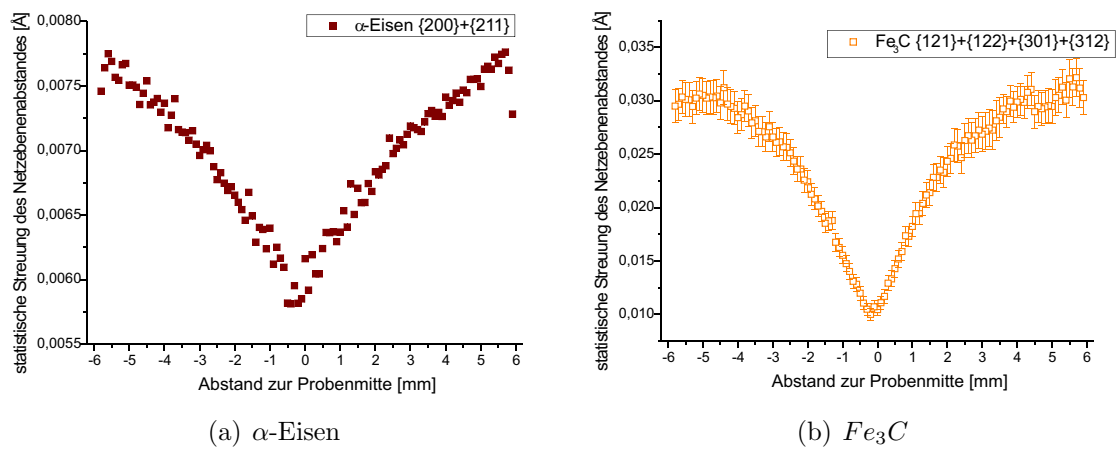 statistische Streuung des Netzebenenabstandes [Å]
0,0080
0,0075
0,0070
0,0065
0,0060
0,0055
α-Eisen {200}+{211}
-6 -5 -4 -3 -2 -1 0 1 2 3 4 5 6
Abstand zur Probenmitte [mm]
(a) α-Eisen
statistische Streuung des Netzebenenabstandes [Å]
0,035
0,030
0,025
0,020
0,015
0,010
Fe₃C {121}+{122}+{301}+{312}
-6 -5 -4 -3 -2 -1 0 1 2 3 4 5 6
Abstand zur Probenmitte [mm]
(b) Fe₃C